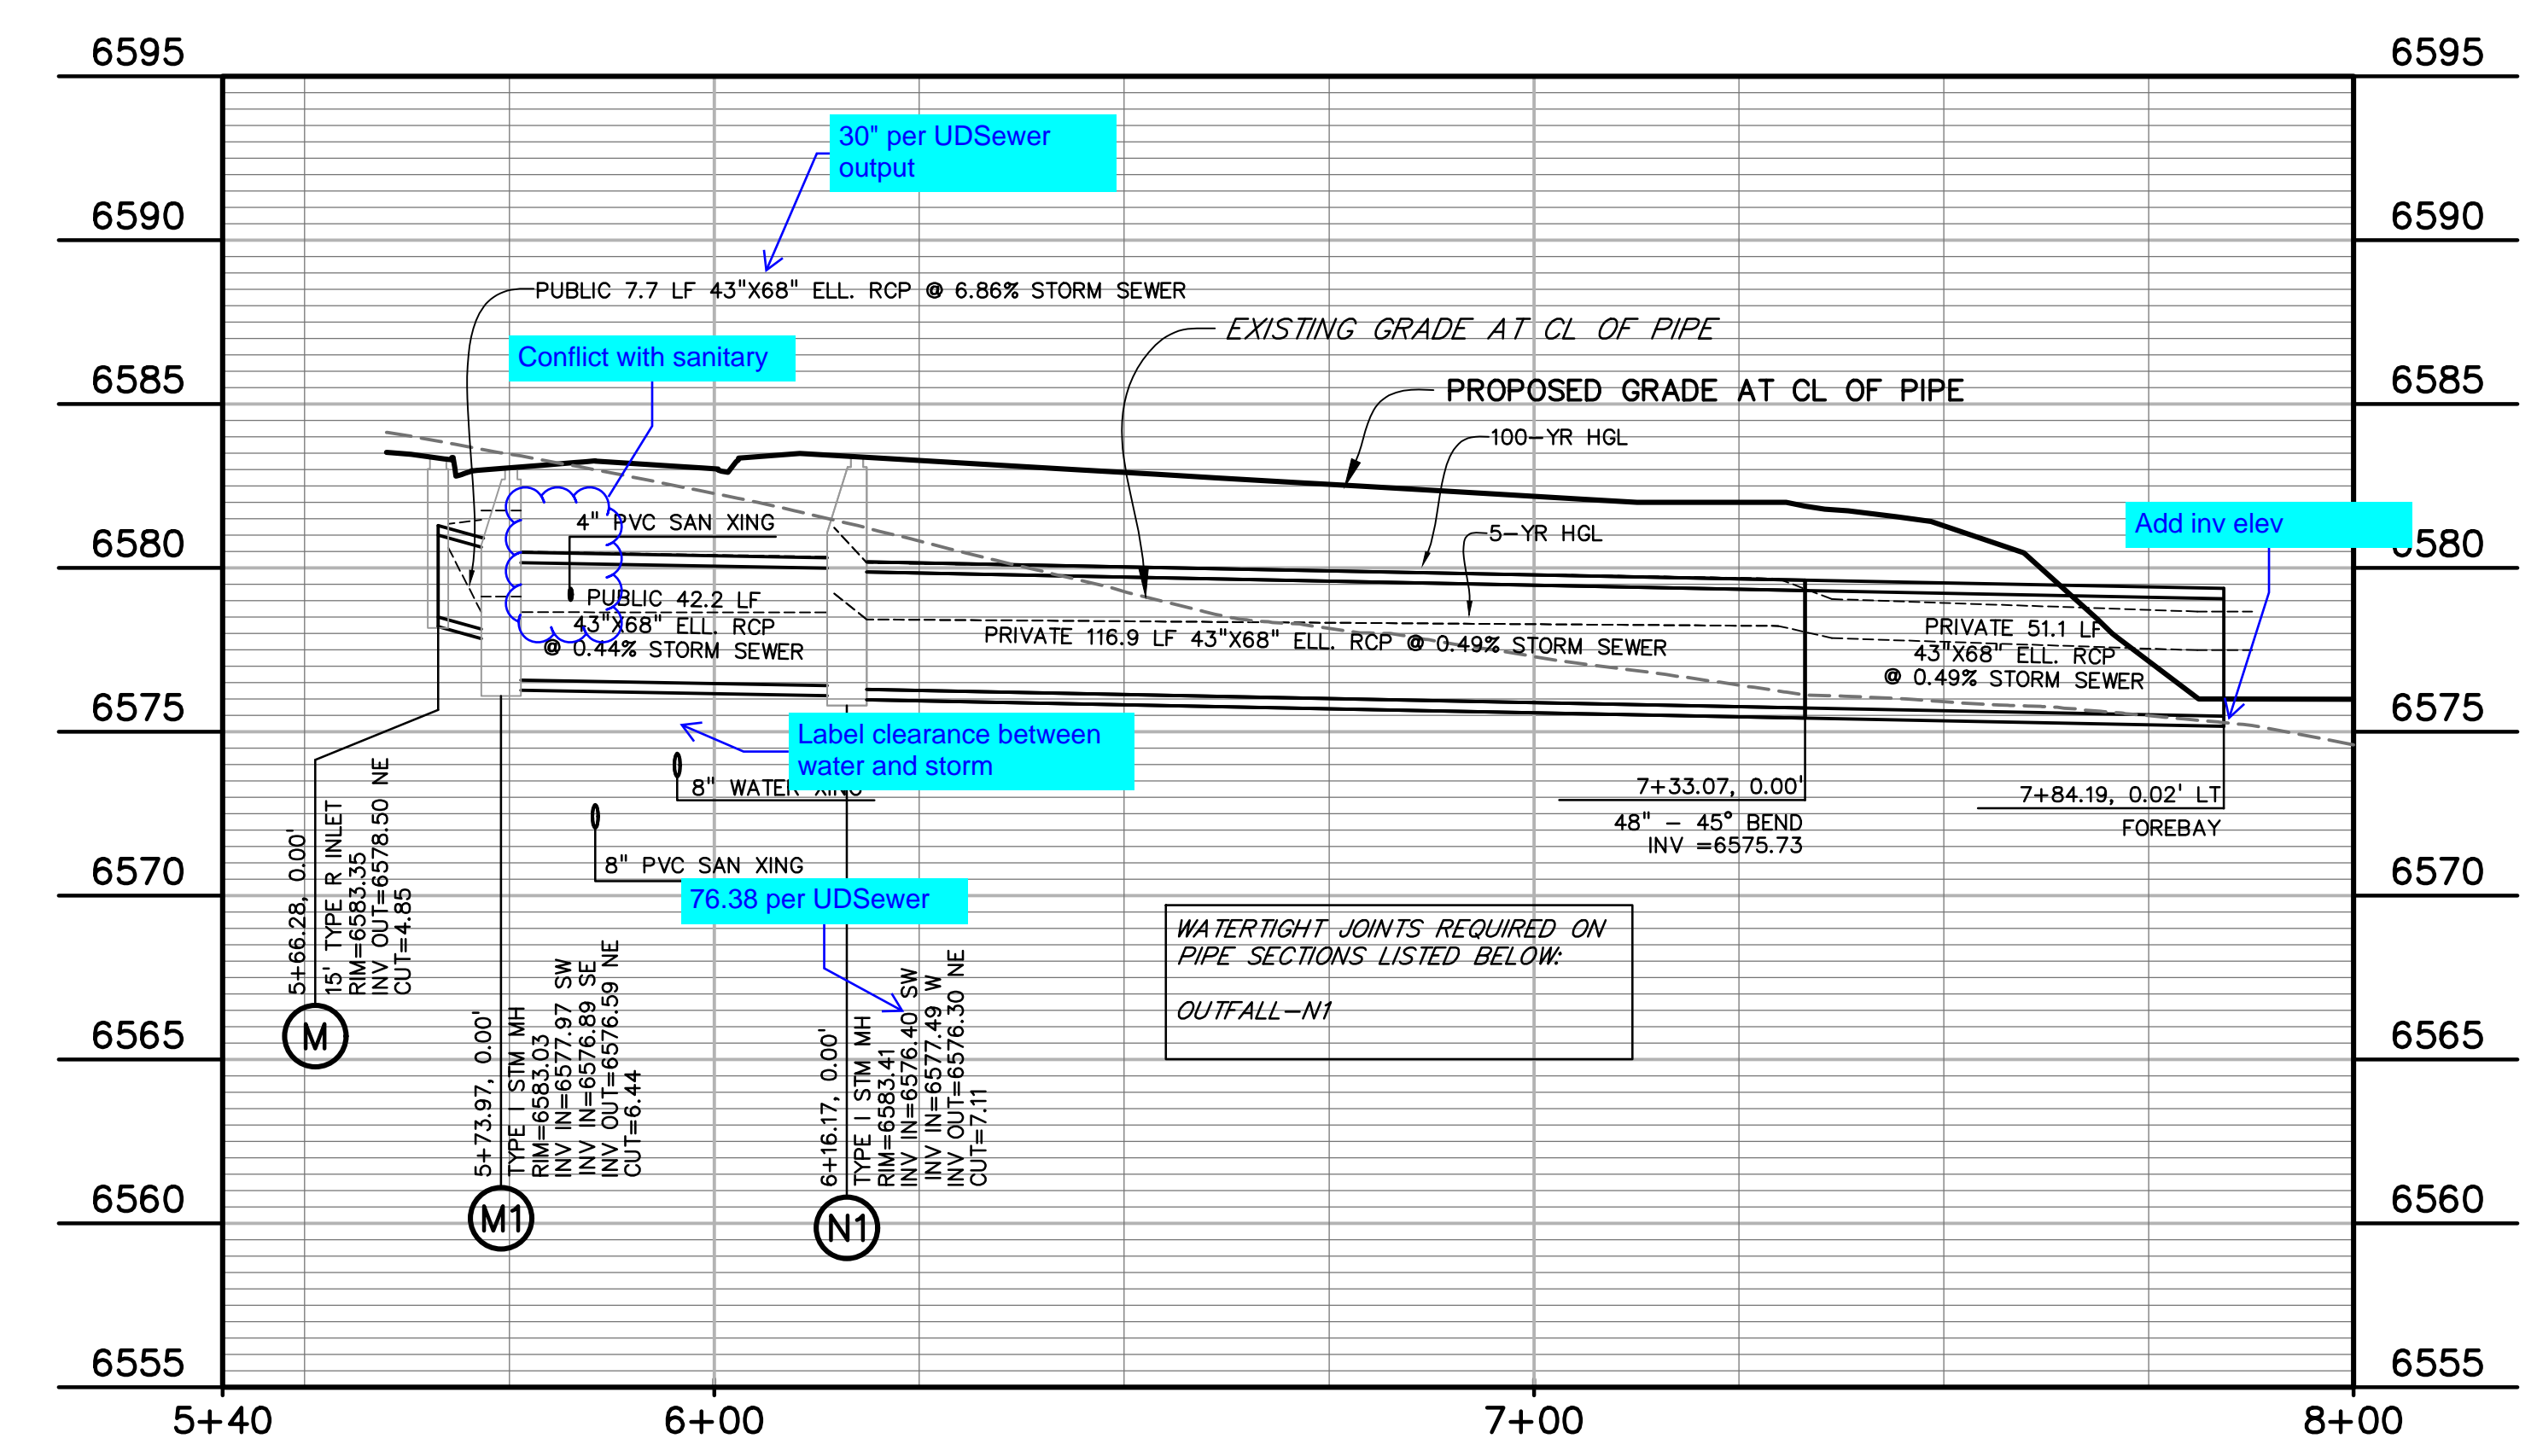 6595
6595
30" per UDSewer
output
6590
6590
PUBLIC 7.7 LF 43"X68" ELL. RCP @ 6.86% STORM SEWER
EXISTING GRADE AT CL OF PIPE
Conflict with sanitary
6585
6585
PROPOSED GRADE AT CL OF PIPE
100-YR HGL
4" PVC SAN XING
5-YR HGL
Add inv elev
6580
6580
PUBLIC 42.2 LF
43"X68" ELL. RCP
@ 0.44% STORM SEWER
PRIVATE 116.9 LF 43"X68" ELL. RCP @ 0.49% STORM SEWER
PRIVATE 51.1 LF
43"X68" ELL. RCP
@ 0.49% STORM SEWER
6575
6575
Label clearance between
water and storm
8" WATER XING
7+33.07, 0.00'
48" - 45° BEND
INV =6575.73
7+84.19, 0.02' LT
FOREBAY
8" PVC SAN XING
6570
6570
76.38 per UDSewer
5+66.28, 0.00'
15' TYPE R INLET
RIM=6583.35
INV OUT=6578.50 NE
CUT=4.85
M
WATERTIGHT JOINTS REQUIRED ON
PIPE SECTIONS LISTED BELOW:
OUTFALL-N1
6565
6565
5+73.97, 0.00'
TYPE I STM MH
RIM=6583.03
INV IN=6577.97 SW
INV IN=6576.89 SE
INV OUT=6576.59 NE
CUT=6.44
M1
6+16.17, 0.00'
TYPE I STM MH
RIM=6583.41
INV IN=6576.40 SW
INV IN=6577.49 W
INV OUT=6576.30 NE
CUT=7.11
N1
6560
6560
6555
6555
5+40
6+00
7+00
8+00